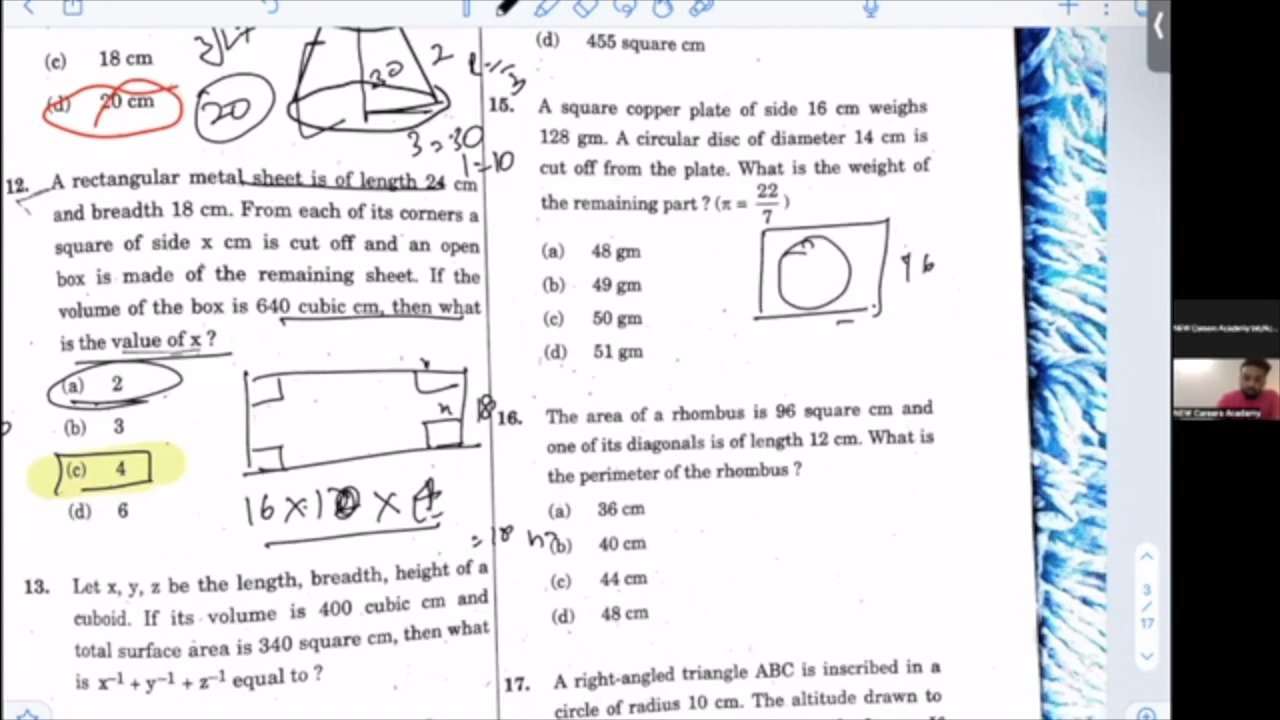 (c) 18 cm
(d) 20 cm
20
30
2
3 = 30
1 = 10
12. A rectangular metal sheet is of length 24 cm
and breadth 18 cm. From each of its corners a
square of side x cm is cut off and an open
box is made of the remaining sheet. If the
volume of the box is 640 cubic cm, then what
is the value of x ?
(a) 2
(b) 3
(c) 4
(d) 6
18
x
16 x 10 x 4
13. Let x, y, z be the length, breadth, height of a
cuboid. If its volume is 400 cubic cm and
total surface area is 340 square cm, then what
is x⁻¹ + y⁻¹ + z⁻¹ equal to ?
(d) 455 square cm
15. A square copper plate of side 16 cm weighs
128 gm. A circular disc of diameter 14 cm is
cut off from the plate. What is the weight of
the remaining part ? (π = 22/7)
(a) 48 gm
(b) 49 gm
(c) 50 gm
(d) 51 gm
16. The area of a rhombus is 96 square cm and
one of its diagonals is of length 12 cm. What is
the perimeter of the rhombus ?
(a) 36 cm
(b) 40 cm
(c) 44 cm
(d) 48 cm
17. A right-angled triangle ABC is inscribed in a
circle of radius 10 cm. The altitude drawn to
3
/
17
NEW Careers Academy